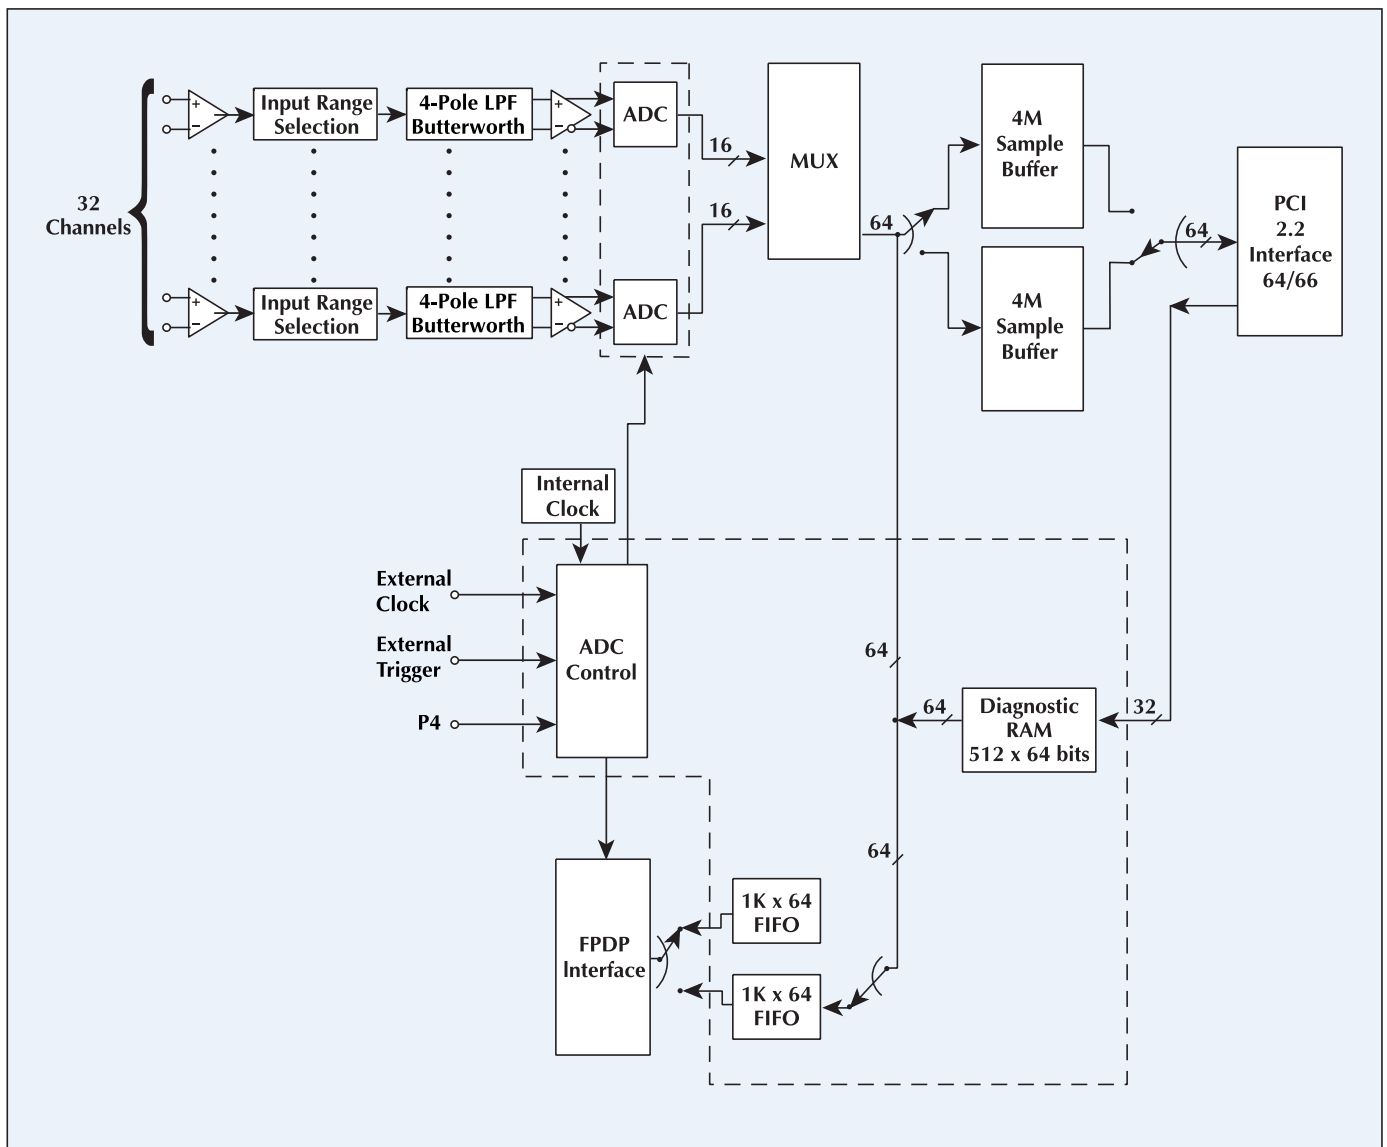 32
Channels
+
−
Input Range
Selection
4-Pole LPF
Butterworth
+
−
ADC
16
MUX
16
+
−
Input Range
Selection
4-Pole LPF
Butterworth
+
−
ADC
64
4M
Sample
Buffer
4M
Sample
Buffer
64
PCI
2.2
Interface
64/66
Internal
Clock
External
Clock
External
Trigger
P4
ADC
Control
64
64
Diagnostic
RAM
512 x 64 bits
32
64
FPDP
Interface
1K x 64
FIFO
1K x 64
FIFO